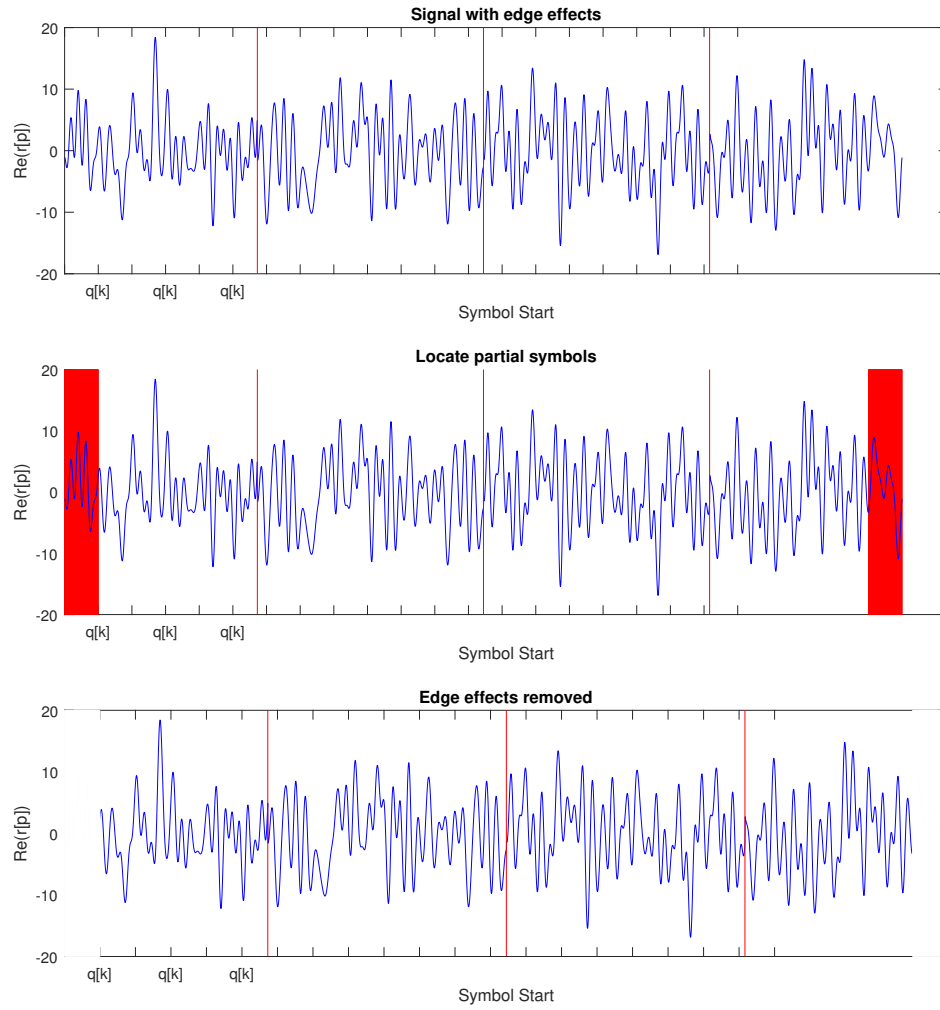 Signal with edge effects
20
10
0
-10
-20
Re(r[p])
q[k] q[k] q[k]
Symbol Start
Locate partial symbols
20
10
0
-10
-20
Re(r[p])
q[k] q[k] q[k]
Symbol Start
Edge effects removed
20
10
0
-10
-20
Re(r[p])
q[k] q[k] q[k]
Symbol Start